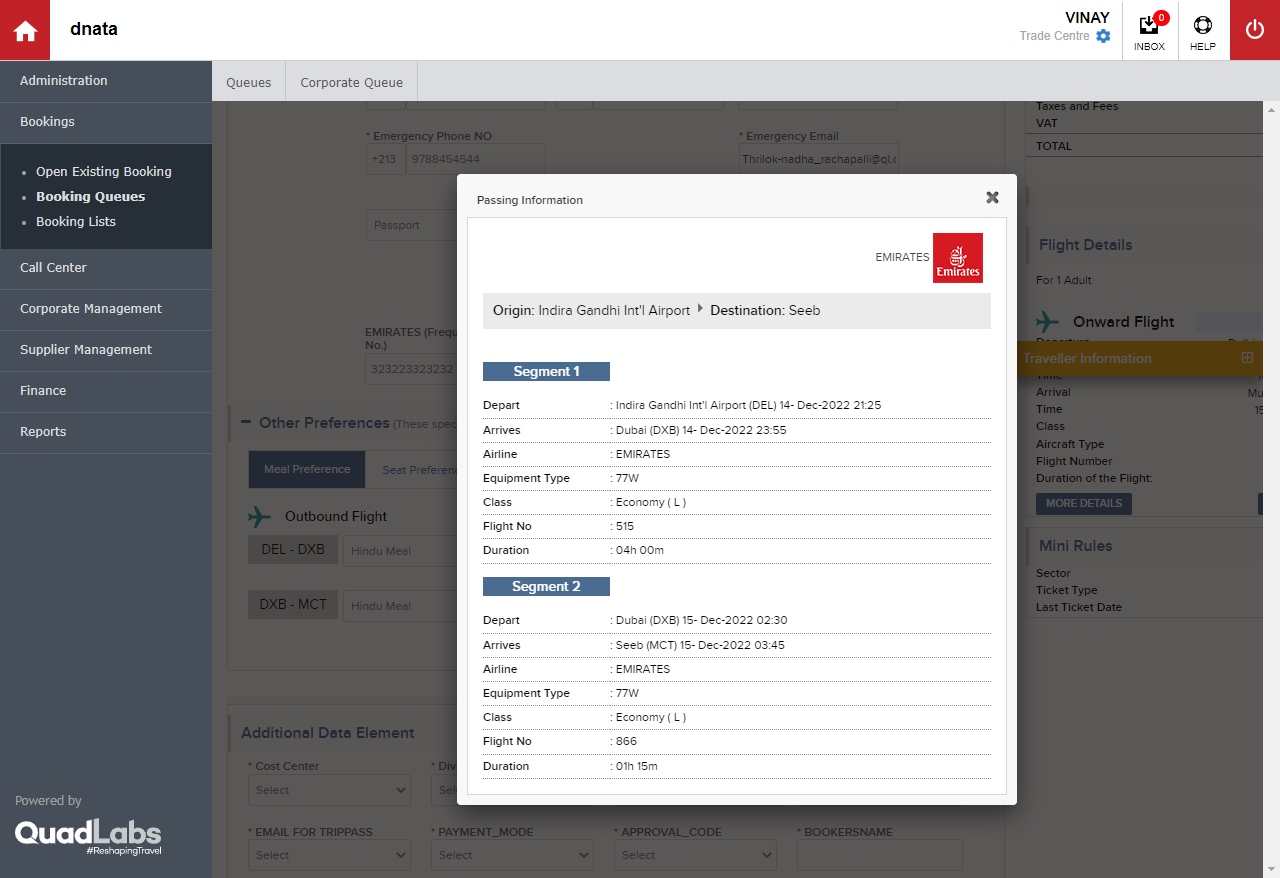 dnata
VINAY
Trade Centre
0
INBOX
HELP
Administration
Bookings
Open Existing Booking
Booking Queues
Booking Lists
Call Center
Corporate Management
Supplier Management
Finance
Reports
Powered by
QuadLabs
#ReshapingTravel
Queues
Corporate Queue
* Emergency Phone NO
* Emergency Email
+213
9788454544
Thrilok-nadha_rachapalli@ql.c
Passport
EMIRATES (Frequ
No.)
323223323232
Other Preferences (These spec
Meal Preference
Seat Preferenc
Outbound Flight
DEL - DXB
Hindu Meal
DXB - MCT
Hindu Meal
Additional Data Element
* Cost Center
* Div
Select
Sel
* EMAIL FOR TRIPPASS
* PAYMENT_MODE
* APPROVAL_CODE
* BOOKERSNAME
Select
Select
Select
Passing Information
EMIRATES
Emirates
Origin: Indira Gandhi Int'l Airport
Destination: Seeb
Segment 1
Depart : Indira Gandhi Int'l Airport (DEL) 14- Dec-2022 21:25
Arrives : Dubai (DXB) 14- Dec-2022 23:55
Airline : EMIRATES
Equipment Type : 77W
Class : Economy ( L )
Flight No : 515
Duration : 04h 00m
Segment 2
Depart : Dubai (DXB) 15- Dec-2022 02:30
Arrives : Seeb (MCT) 15- Dec-2022 03:45
Airline : EMIRATES
Equipment Type : 77W
Class : Economy ( L )
Flight No : 866
Duration : 01h 15m
Taxes and Fees
VAT
TOTAL
Flight Details
For 1 Adult
Onward Flight
Departure
Traveller Information
Time
Arrival Mu
Time 15
Class
Aircraft Type
Flight Number
Duration of the Flight:
MORE DETAILS
Mini Rules
Sector
Ticket Type
Last Ticket Date